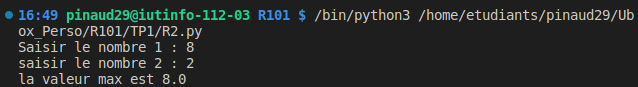 16:49 pinaud29@iutinfo-112-03 R101 $ /bin/python3 /home/etudiants/pinaud29/Ub
ox_Perso/R101/TP1/R2.py
Saisir le nombre 1 : 8
saisir le nombre 2 : 2
la valeur max est 8.0